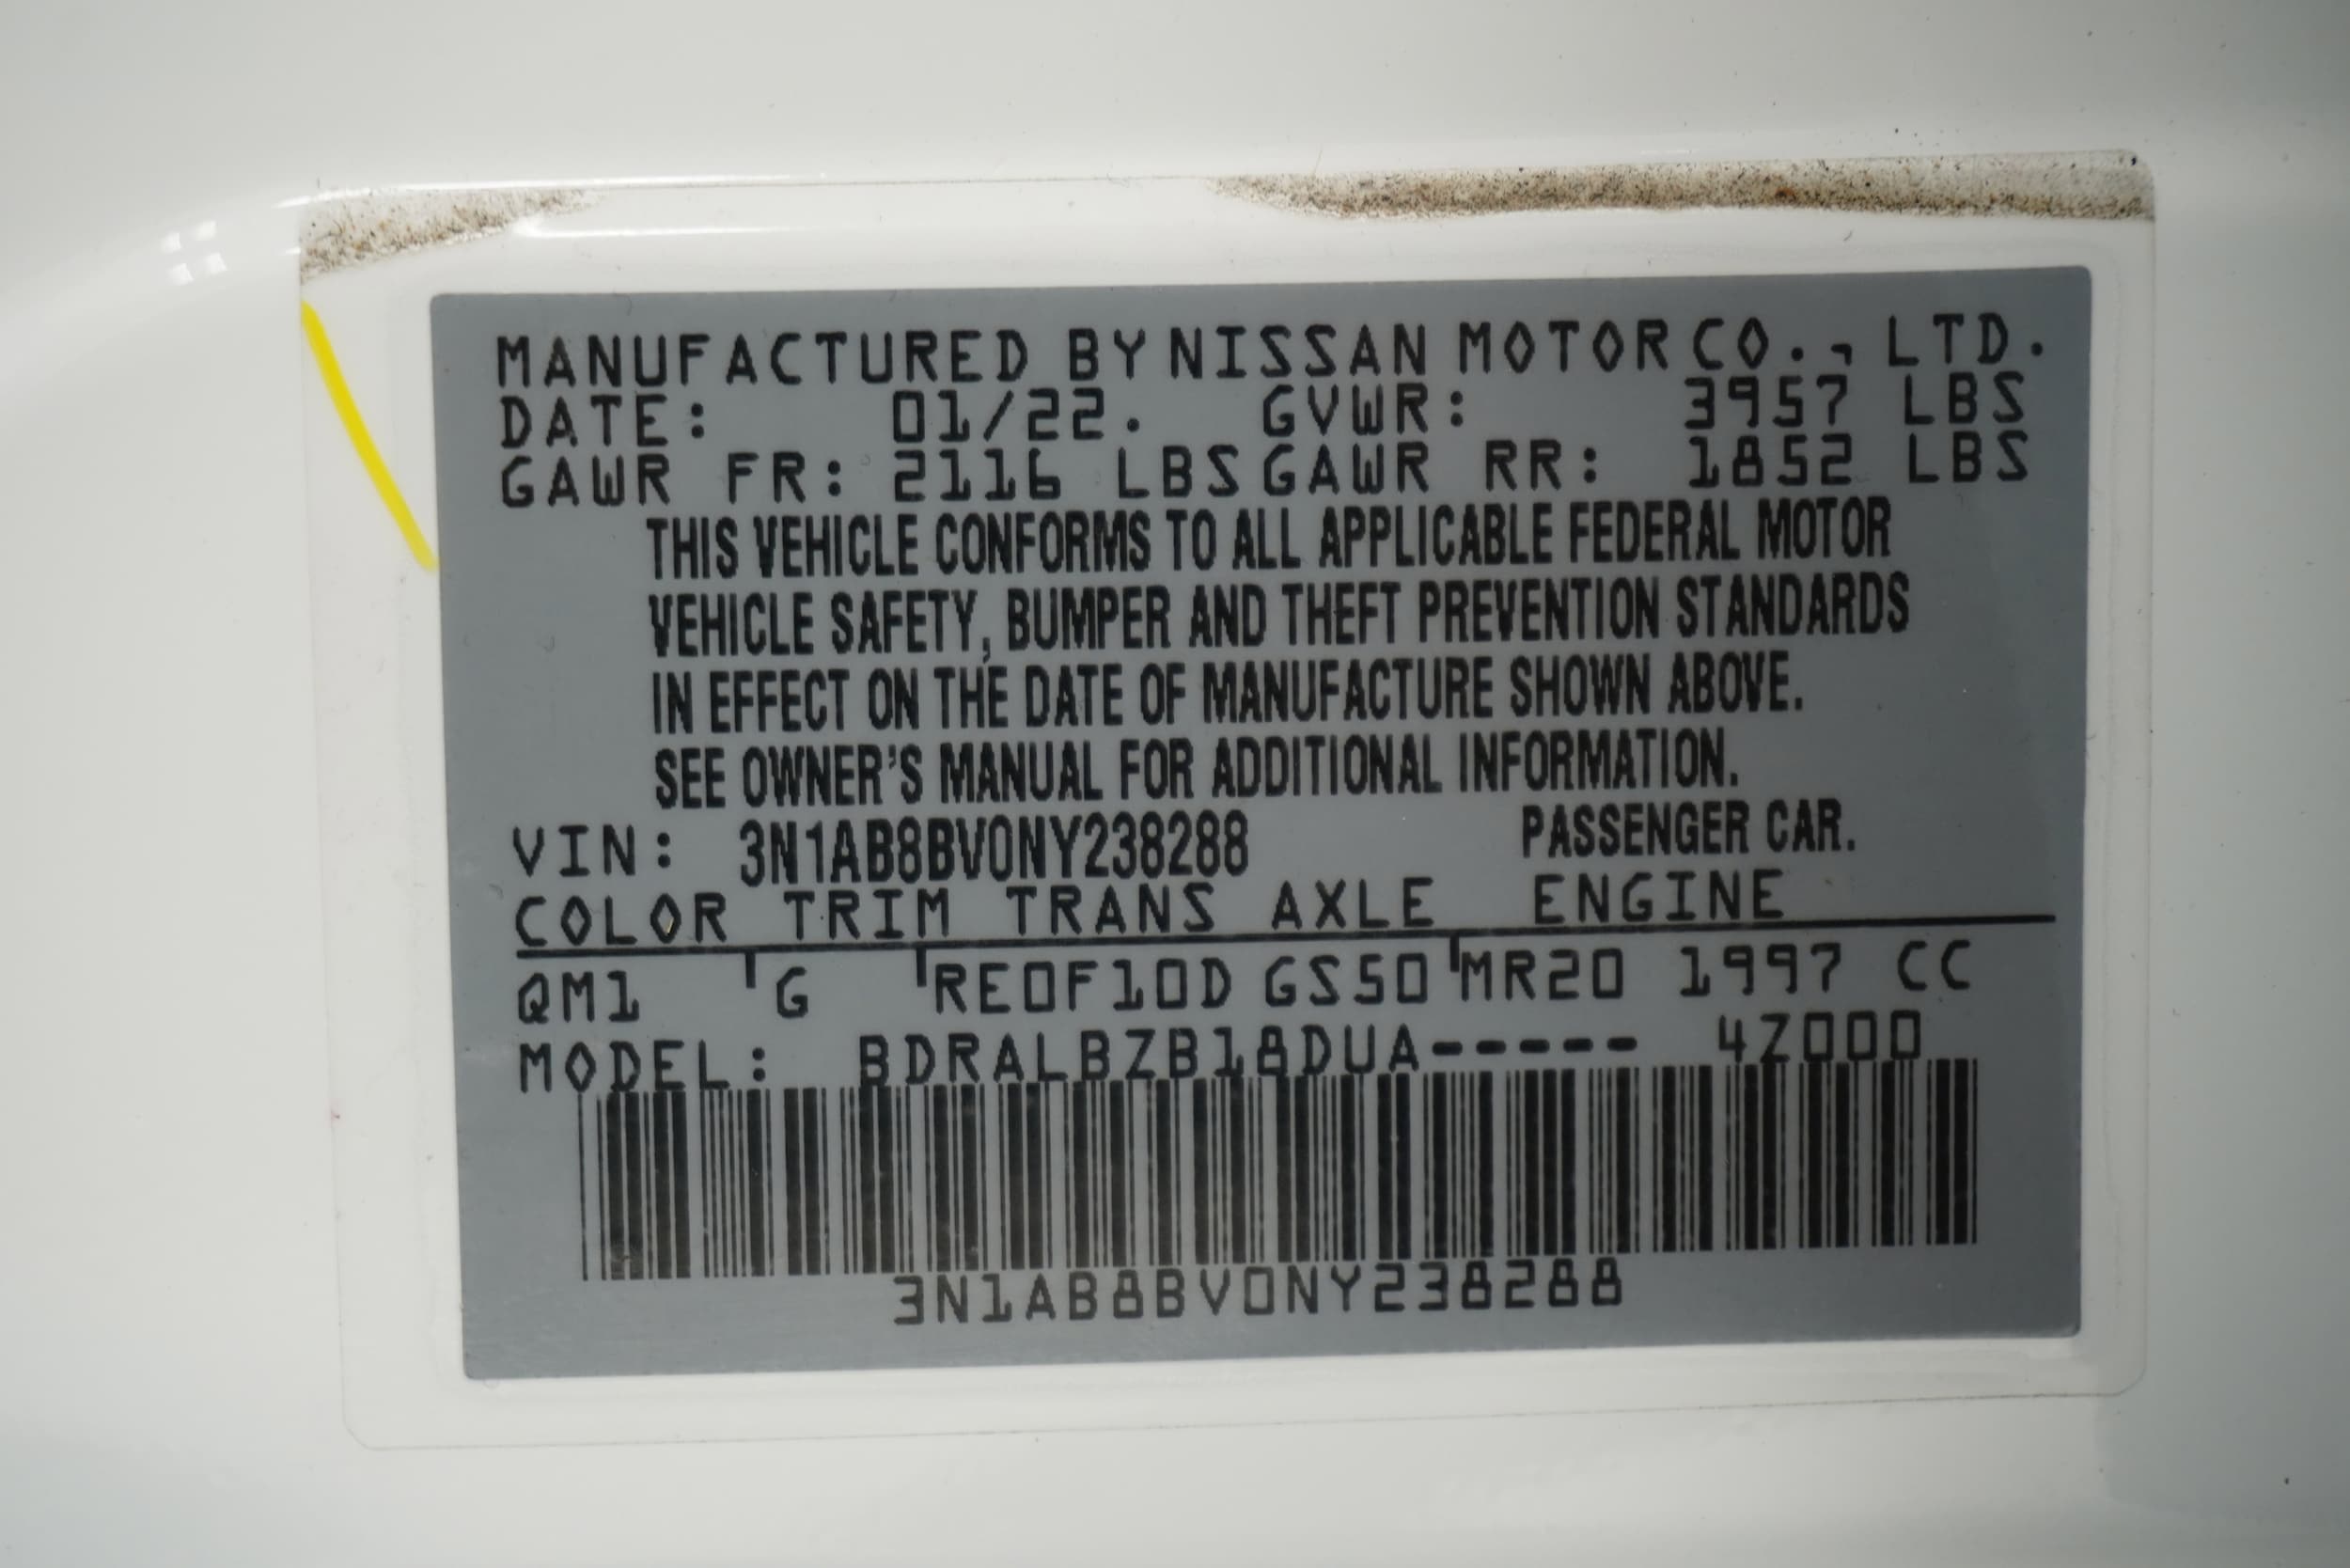 MANUFACTURED BY NISSAN MOTOR CO., LTD.
DATE: 01/22. GVWR: 3957 LBS
GAWR FR: 2116 LBS GAWR RR: 1852 LBS
THIS VEHICLE CONFORMS TO ALL APPLICABLE FEDERAL MOTOR
VEHICLE SAFETY, BUMPER AND THEFT PREVENTION STANDARDS
IN EFFECT ON THE DATE OF MANUFACTURE SHOWN ABOVE.
SEE OWNER'S MANUAL FOR ADDITIONAL INFORMATION.
VIN: 3N1AB8BV0NY238288 PASSENGER CAR.
COLOR TRIM TRANS AXLE ENGINE
QM1 G RE0F10D GS50 MR20 1997 CC
MODEL: BDRALBZB18DUA----- 4Z000
3N1AB8BV0NY238288